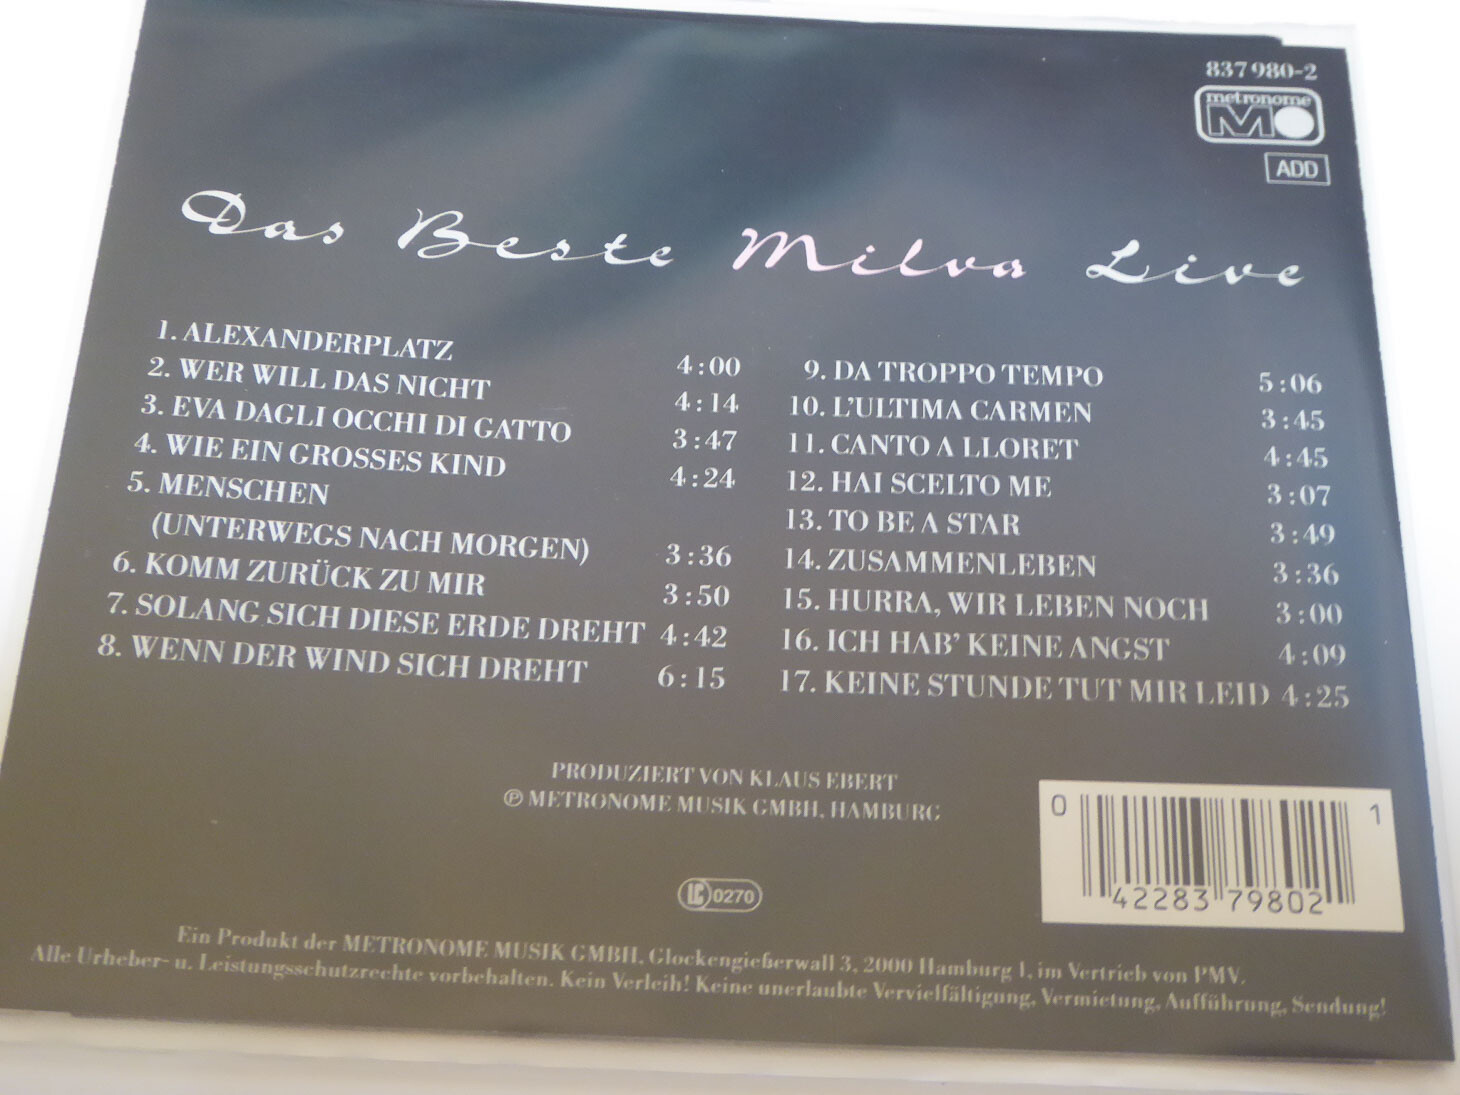 837 980-2
metronome
MO
ADD
Das Beste Milva Live
1. ALEXANDERPLATZ 4:00
2. WER WILL DAS NICHT 4:14
3. EVA DAGLI OCCHI DI GATTO 3:47
4. WIE EIN GROSSES KIND 4:24
5. MENSCHEN
(UNTERWEGS NACH MORGEN) 3:36
6. KOMM ZURÜCK ZU MIR 3:50
7. SOLANG SICH DIESE ERDE DREHT 4:42
8. WENN DER WIND SICH DREHT 6:15
9. DA TROPPO TEMPO 5:06
10. L'ULTIMA CARMEN 3:45
11. CANTO A LLORET 4:45
12. HAI SCELTO ME 3:07
13. TO BE A STAR 3:49
14. ZUSAMMENLEBEN 3:36
15. HURRA, WIR LEBEN NOCH 3:00
16. ICH HAB' KEINE ANGST 4:09
17. KEINE STUNDE TUT MIR LEID 4:25
PRODUZIERT VON KLAUS EBERT
℗ METRONOME MUSIK GMBH, HAMBURG
LC 0270
0 42283 79802 1
Ein Produkt der METRONOME MUSIK GMBH, Glockengießerwall 3, 2000 Hamburg 1, im Vertrieb von PMV.
Alle Urheber- u. Leistungsschutzrechte vorbehalten. Kein Verleih! Keine unerlaubte Vervielfältigung, Vermietung, Aufführung, Sendung!